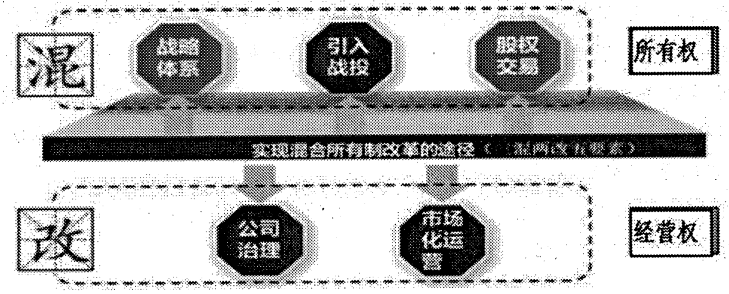 混
战略
体系
引入
战投
股权
交易
所有权
实现混合所有制改革的途径（三混两改五要素）
改
公司
治理
市场
化运
营
经营权